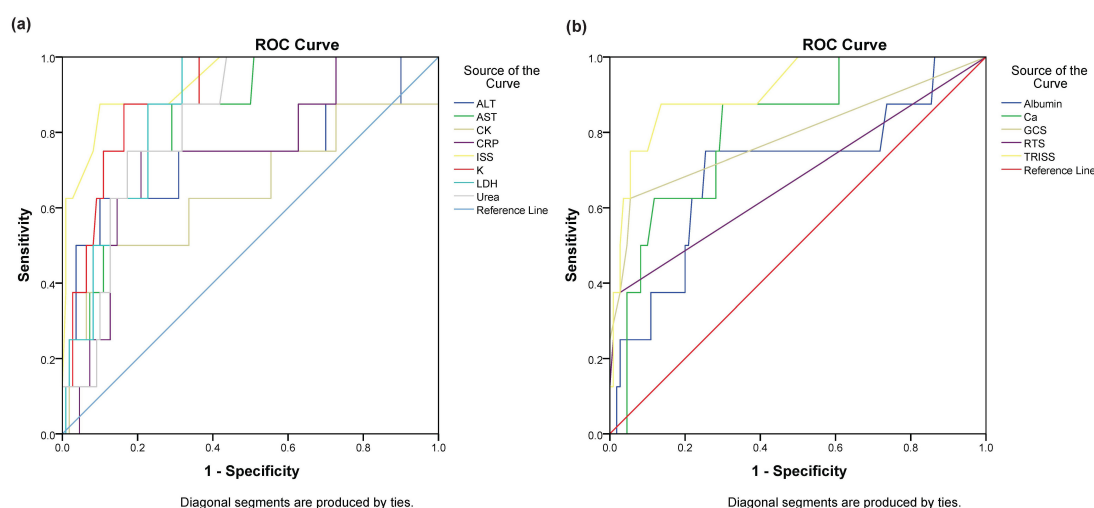 (a)
ROC Curve
1.0
0.8
0.6
0.4
0.2
0.0
Sensitivity
0.0 0.2 0.4 0.6 0.8 1.0
1 - Specificity
Source of the
Curve
ALT
AST
CK
CRP
ISS
K
LDH
Urea
Reference Line
Diagonal segments are produced by ties.
(b)
ROC Curve
1.0
0.8
0.6
0.4
0.2
0.0
Sensitivity
0.0 0.2 0.4 0.6 0.8 1.0
1 - Specificity
Source of the
Curve
Albumin
Ca
GCS
RTS
TRISS
Reference Line
Diagonal segments are produced by ties.